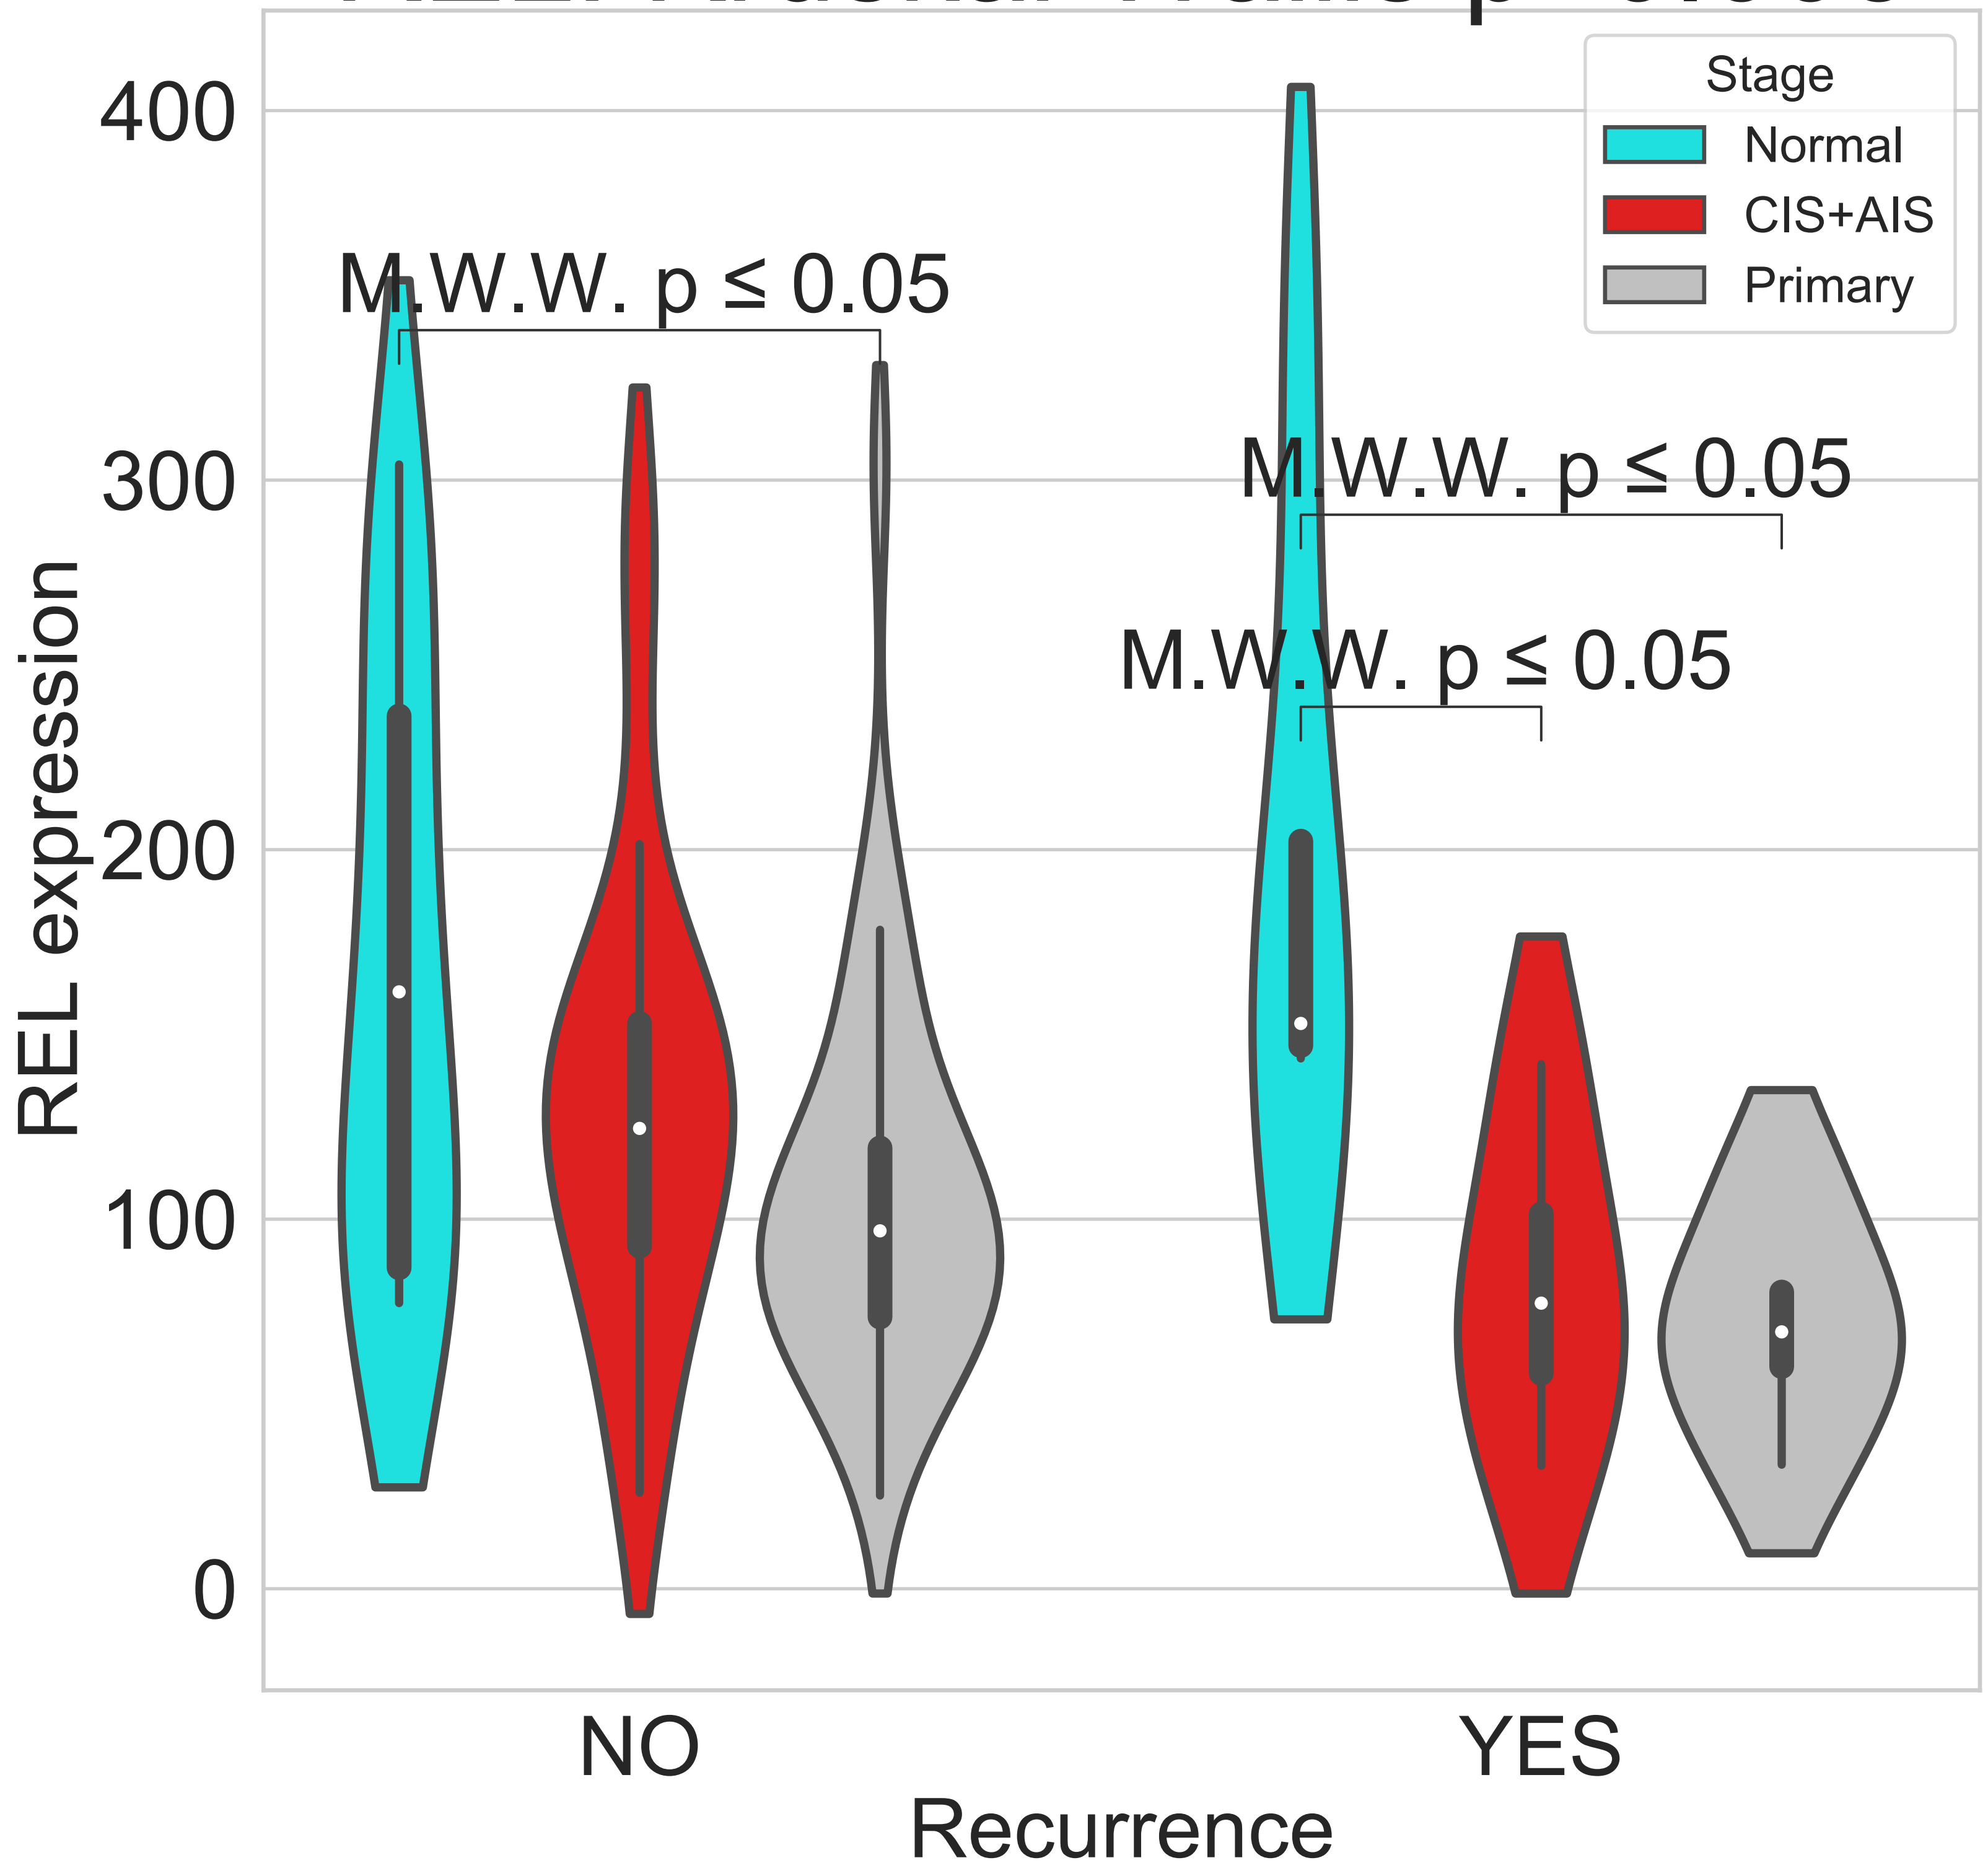 Stage
Normal
CIS+AIS
Primary
M.W.W. p ≤ 0.05
M.W.W. p ≤ 0.05
M.W.W. p ≤ 0.05
400
300
200
100
0
REL expression
NO
YES
Recurrence